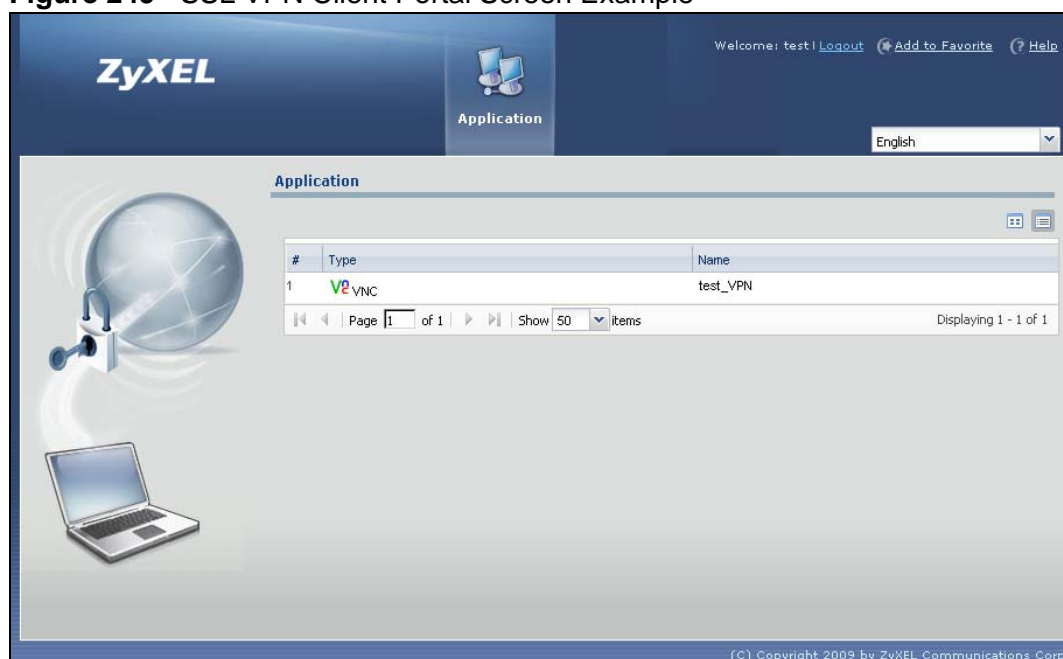 SSL VPN Client Portal Screen Example
ZyXEL
Welcome: test | Logout Add to Favorite Help
Application
English
Application
# Type Name
1 VNC test_VPN
Page 1 of 1 Show 50 items Displaying 1 - 1 of 1
(C) Copyright 2009 by ZyXEL Communications Corp